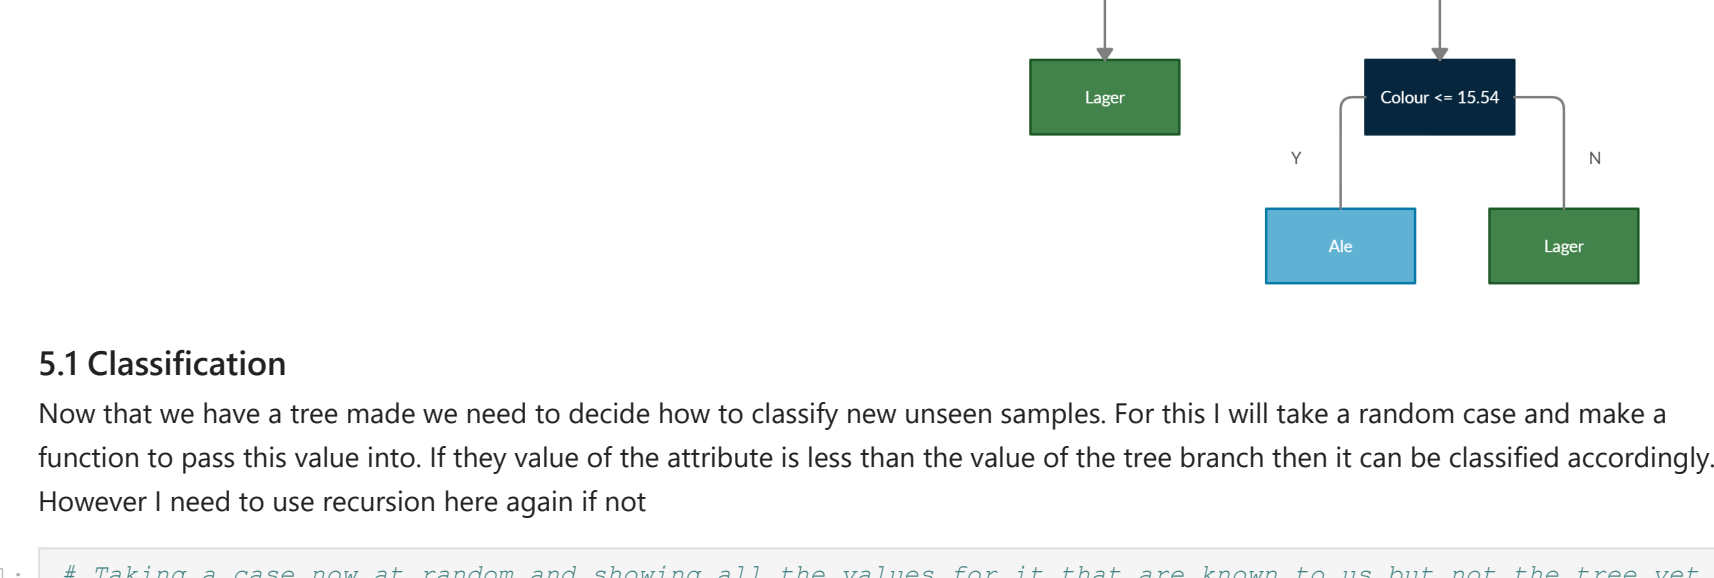 Lager
Colour <= 15.54
Y
N
Ale
Lager
5.1 Classification
Now that we have a tree made we need to decide how to classify new unseen samples. For this I will take a random case and make a
function to pass this value into. If they value of the attribute is less than the value of the tree branch then it can be classified accordingly.
However I need to use recursion here again if not
# Taking a case now at random and showing all the values for it that are known to us but not the tree yet